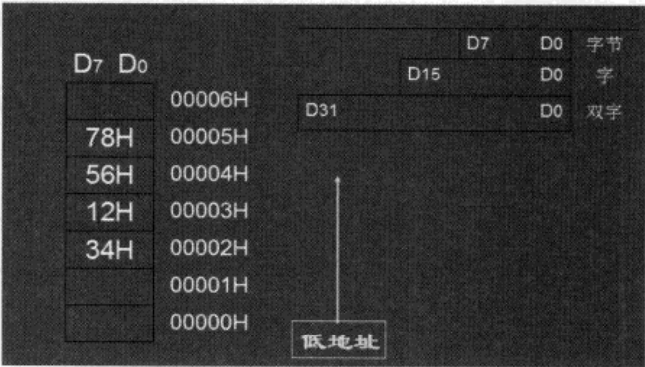 D7 D0
00006H
78H 00005H
56H 00004H
12H 00003H
34H 00002H
00001H
00000H
D7 D0 字节
D15 D0 字
D31 D0 双字
低地址